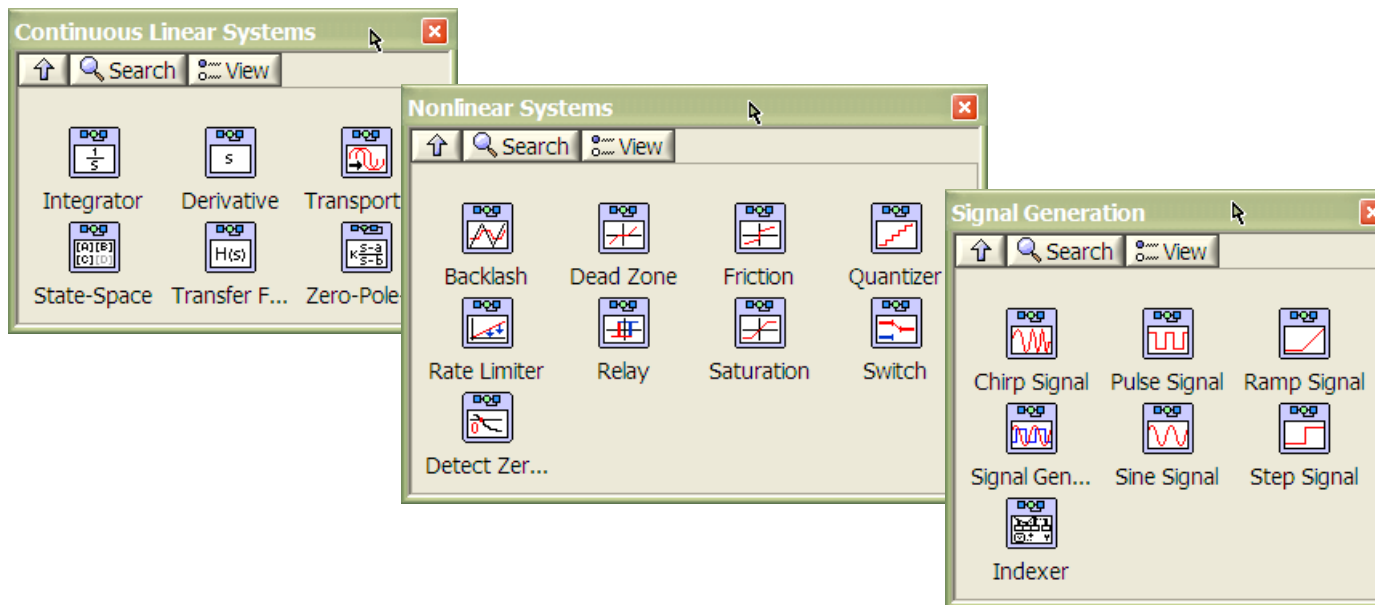 Continuous Linear Systems
Search View
1/s s
Integrator Derivative Transport
[A][B] [C][D] H(s) K s-a/s-b
State-Space Transfer F... Zero-Pole-
Nonlinear Systems
Search View
Backlash Dead Zone Friction Quantizer
Rate Limiter Relay Saturation Switch
0
Detect Zer...
Signal Generation
Search View
Chirp Signal Pulse Signal Ramp Signal
Signal Gen... Sine Signal Step Signal
Indexer